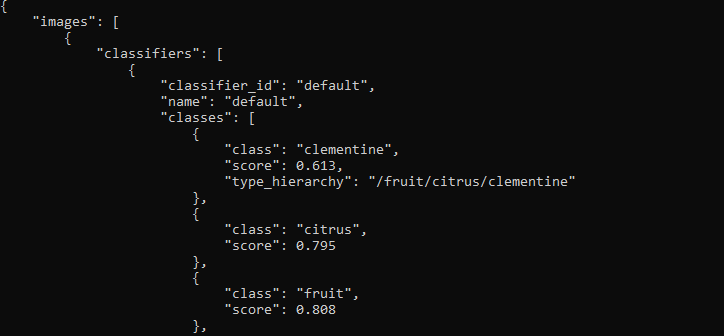 {
    "images": [
        {
            "classifiers": [
                {
                    "classifier_id": "default",
                    "name": "default",
                    "classes": [
                        {
                            "class": "clementine",
                            "score": 0.613,
                            "type_hierarchy": "/fruit/citrus/clementine"
                        },
                        {
                            "class": "citrus",
                            "score": 0.795
                        },
                        {
                            "class": "fruit",
                            "score": 0.808
                        },